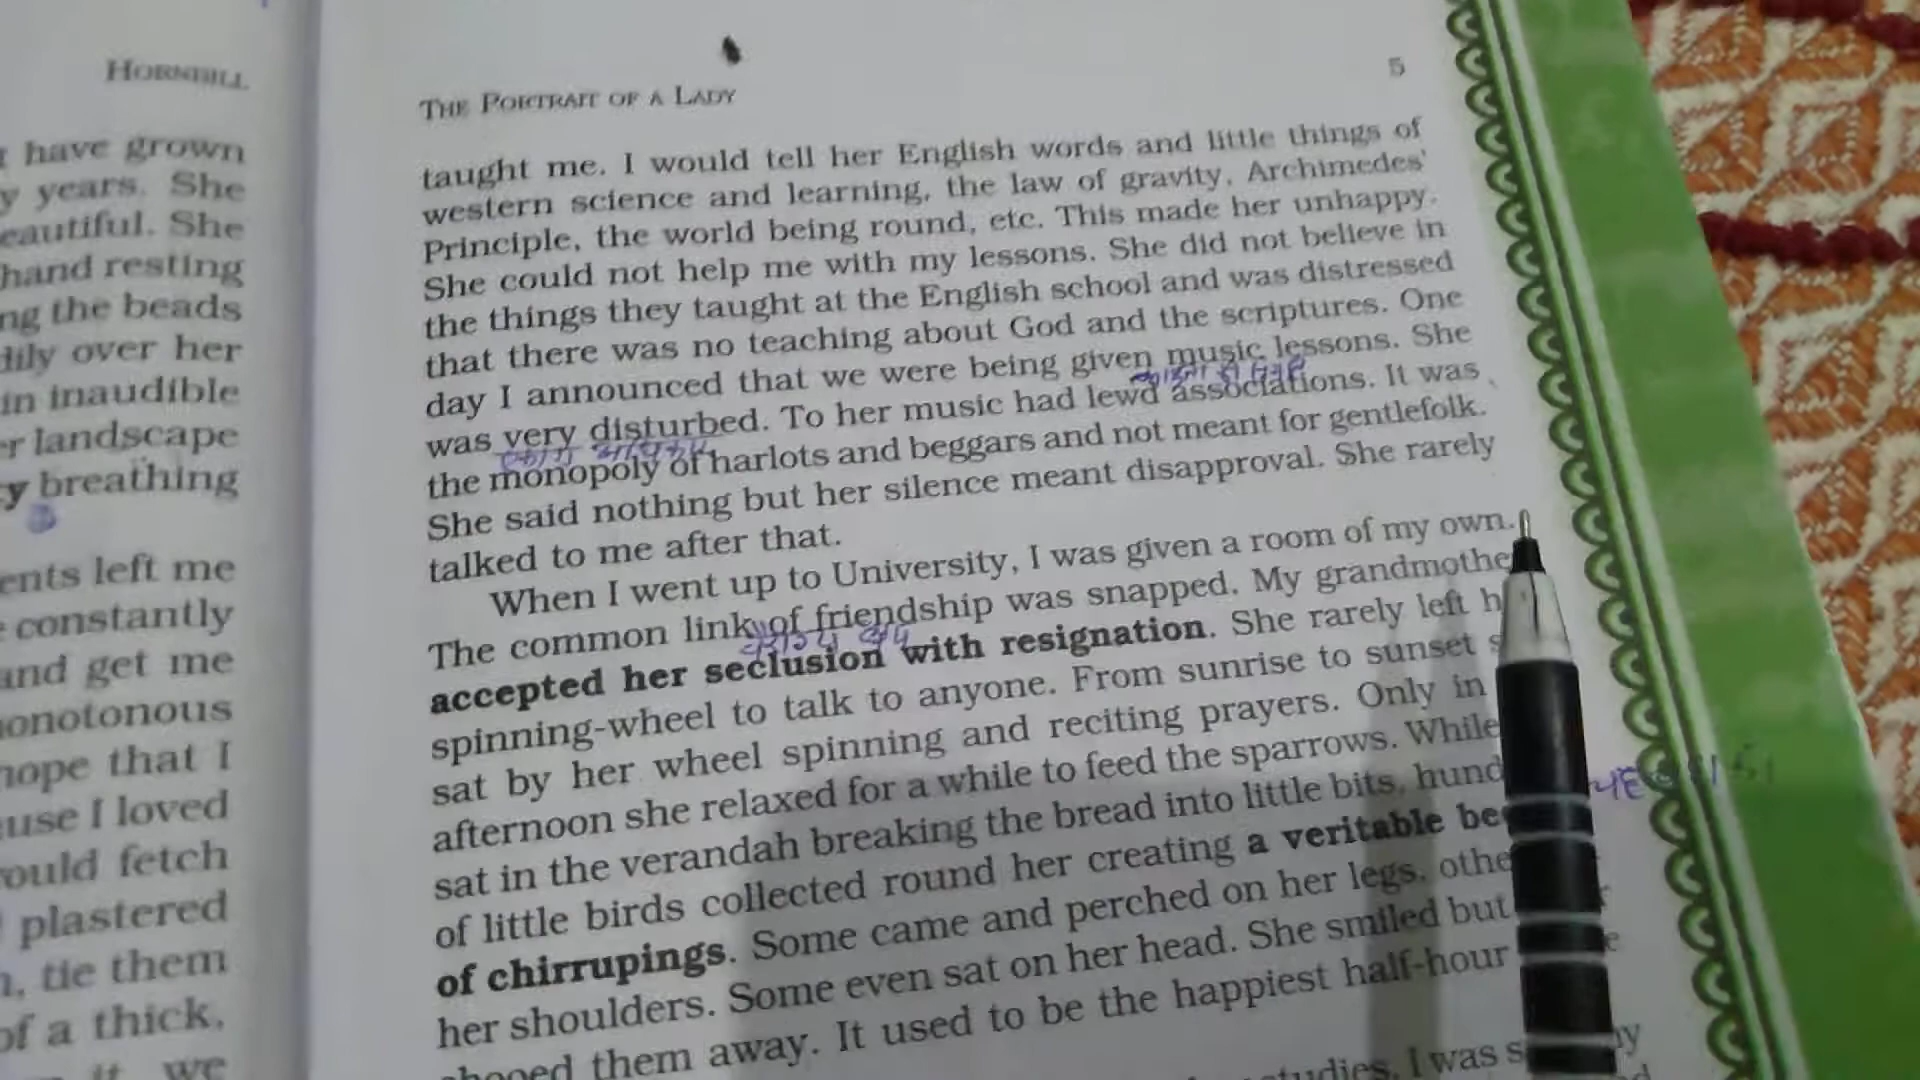 HORNBILL
have grown
years. She
hand resting
the beads
over her
in inaudible
landscape
breathing
left me
constantly
and get me
that I
I loved
fetch
plastered
tie them
of a thick,
we
THE PORTRAIT OF A LADY
5
taught me. I would tell her English words and little things of
western science and learning, the law of gravity, Archimedes'
Principle, the world being round, etc. This made her unhappy.
She could not help me with my lessons. She did not believe in
the things they taught at the English school and was distressed
that there was no teaching about God and the scriptures. One
day I announced that we were being given music lessons. She
was very disturbed. To her music had lewd associations. It was
the monopoly of harlots and beggars and not meant for gentlefolk.
She said nothing but her silence meant disapproval. She rarely
talked to me after that.
When I went up to University, I was given a room of my own.
The common link of friendship was snapped. My grandmothe
accepted her seclusion with resignation. She rarely left h
spinning-wheel to talk to anyone. From sunrise to sunset s
sat by her wheel spinning and reciting prayers. Only in
afternoon she relaxed for a while to feed the sparrows. While
sat in the verandah breaking the bread into little bits, hund
of little birds collected round her creating a veritable be
of chirrupings. Some came and perched on her legs, othe
her shoulders. Some even sat on her head. She smiled but
them away. It used to be the happiest half-hour
studies, I was